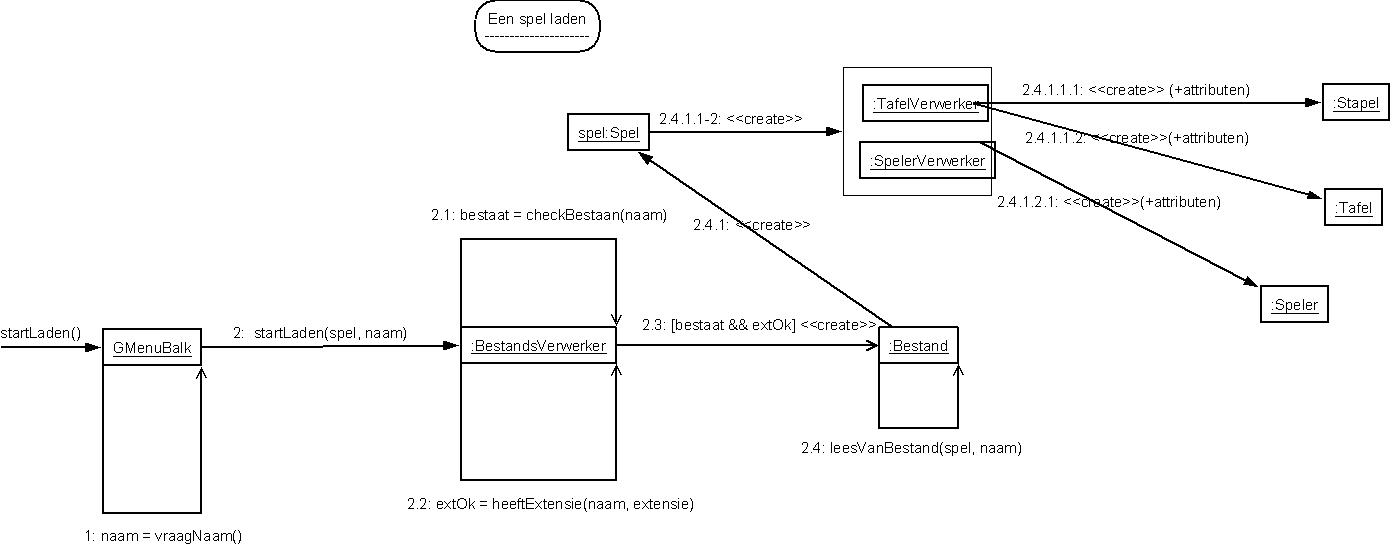 Een spel laden
2.4.1.1.1: <<create>> (+attributen)
:TafelVerwerker
:Stapel
2.4.1.1-2: <<create>>
spel:Spel
2.4.1.1.2: <<create>>(+attributen)
:SpelerVerwerker
2.4.1.2.1: <<create>>(+attributen)
:Tafel
2.1: bestaat = checkBestaan(naam)
2.4.1: <<create>>
:Speler
startLaden()
2: startLaden(spel, naam)
2.3: [bestaat && extOk] <<create>>
GMenuBalk
:BestandsVerwerker
:Bestand
2.4: leesVanBestand(spel, naam)
2.2: extOk = heeftExtensie(naam, extensie)
1: naam = vraagNaam()